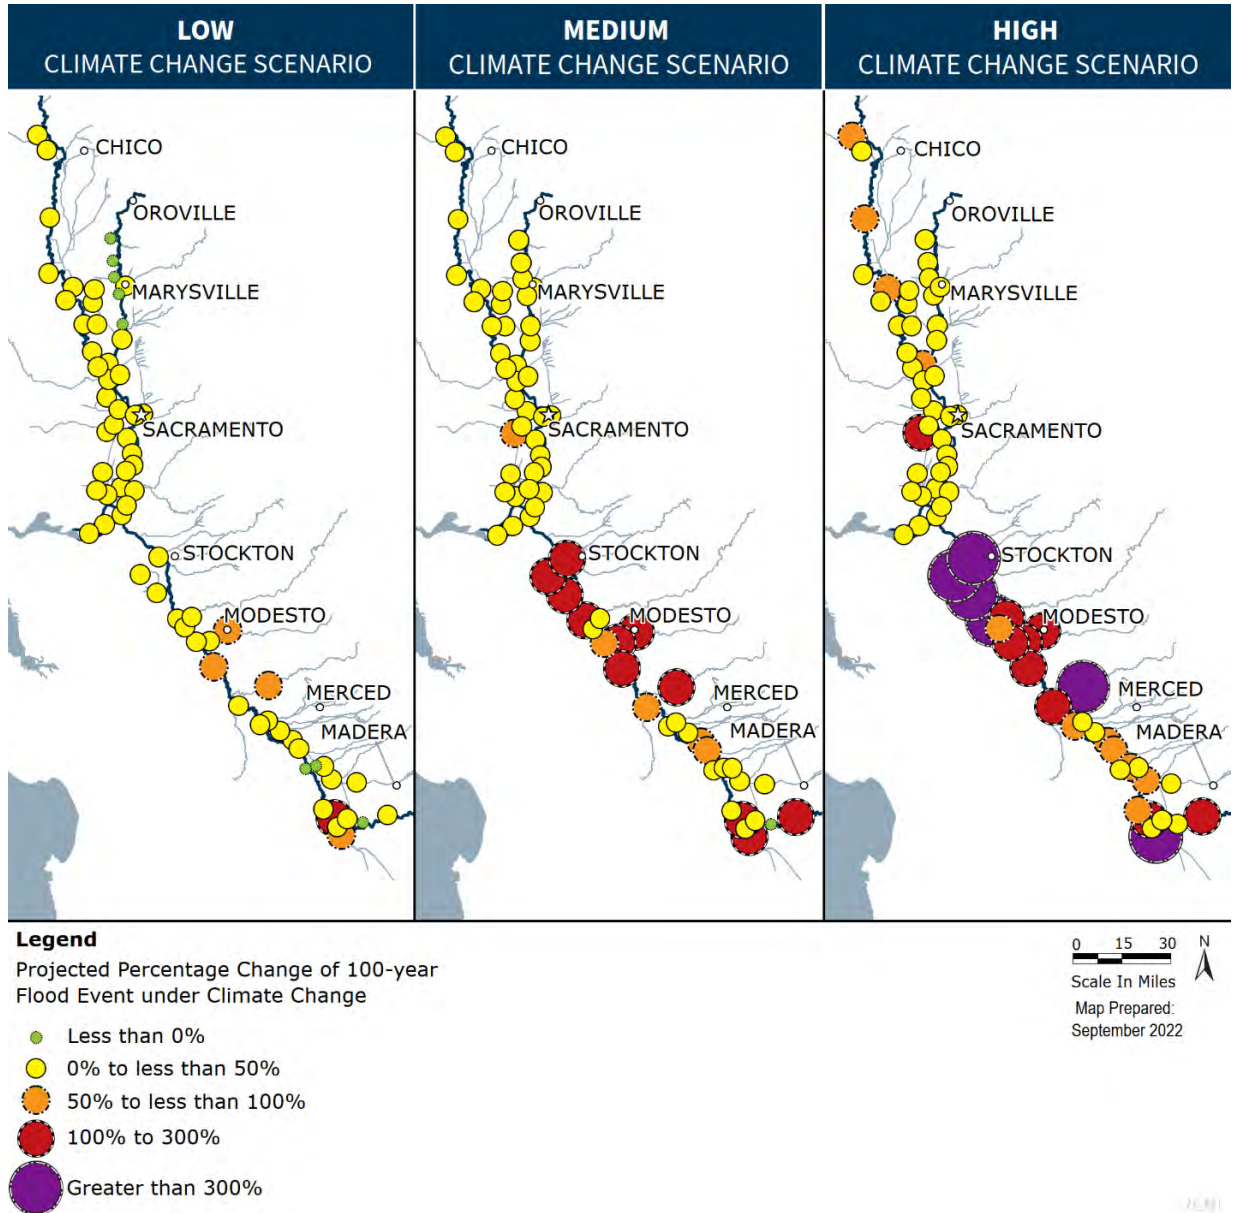 LOW
CLIMATE CHANGE SCENARIO
MEDIUM
CLIMATE CHANGE SCENARIO
HIGH
CLIMATE CHANGE SCENARIO
CHICO
OROVILLE
MARYSVILLE
SACRAMENTO
STOCKTON
MODESTO
MERCED
MADERA
CHICO
OROVILLE
MARYSVILLE
SACRAMENTO
STOCKTON
MODESTO
MERCED
MADERA
CHICO
OROVILLE
MARYSVILLE
SACRAMENTO
STOCKTON
MODESTO
MERCED
MADERA
Legend
Projected Percentage Change of 100-year
Flood Event under Climate Change
Less than 0%
0% to less than 50%
50% to less than 100%
100% to 300%
Greater than 300%
0 15 30
N
Scale In Miles
Map Prepared:
September 2022